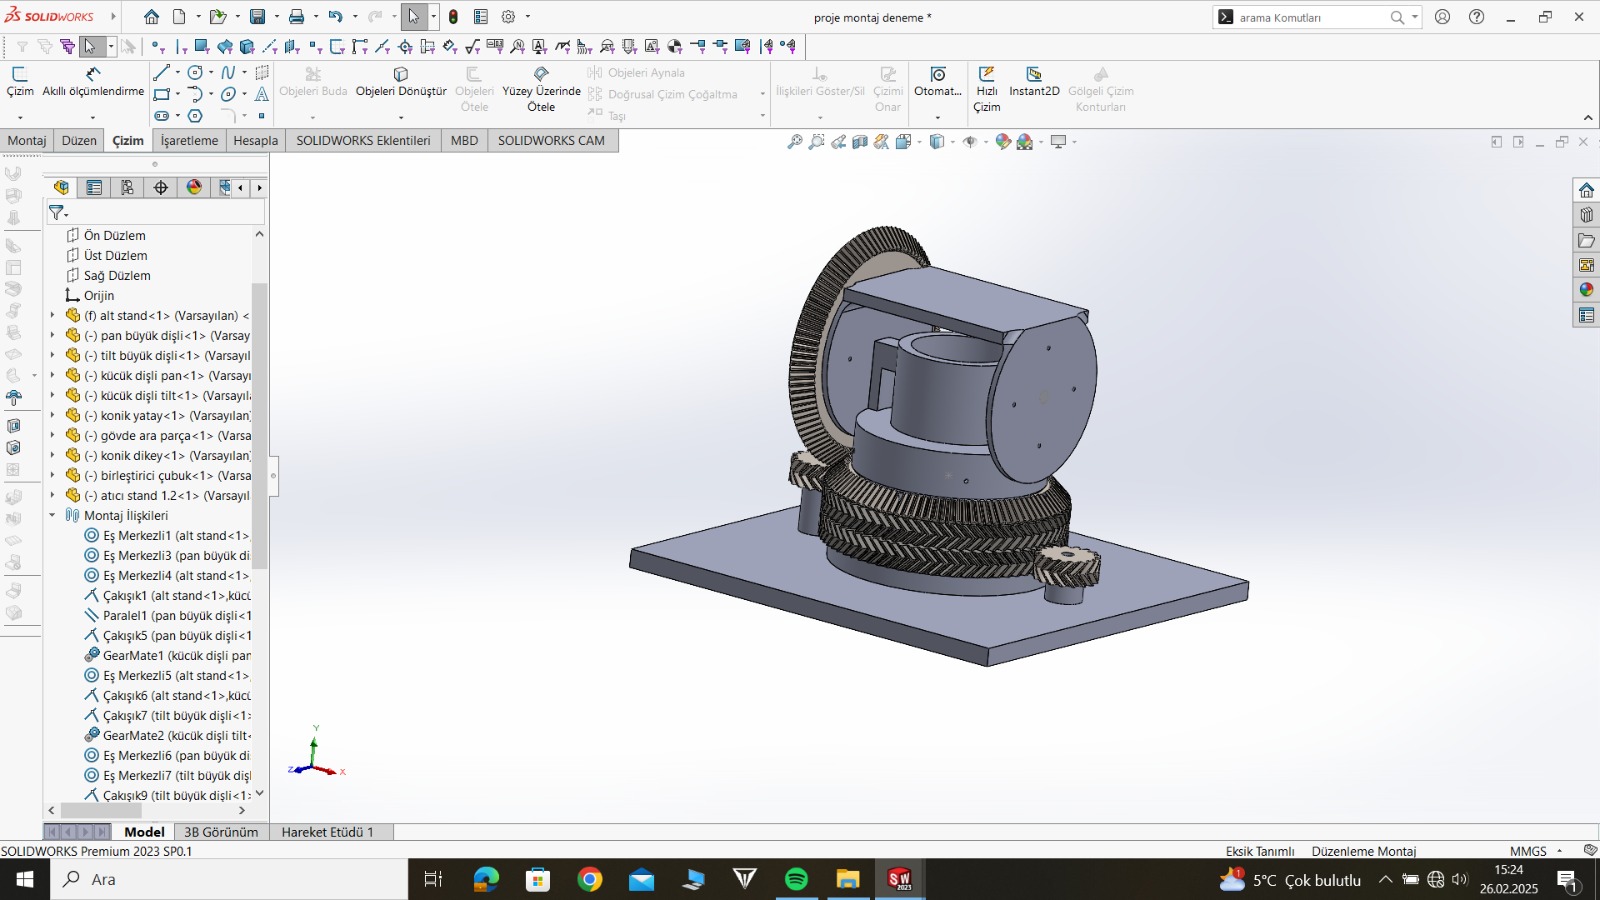 SOLIDWORKS
proje montaj deneme *
arama Komutları
Çizim
Akıllı ölçümlendirme
Objeleri Buda
Objeleri Dönüştür
Objeleri
Ötele
Yüzey Üzerinde
Ötele
Objeleri Aynala
Doğrusal Çizim Çoğaltma
Taşı
İlişkileri Göster/Sil
Çizimi
Onar
Otomat...
Hızlı
Çizim
Instant2D
Gölgeli Çizim
Konturları
Montaj
Düzen
Çizim
İşaretleme
Hesapla
SOLIDWORKS Eklentileri
MBD
SOLIDWORKS CAM
Ön Düzlem
Üst Düzlem
Sağ Düzlem
Orijin
(f) alt stand<1> (Varsayılan) <
(-) pan büyük dişli<1> (Varsay
(-) tilt büyük dişli<1> (Varsayıl
(-) kücük dişli pan<1> (Varsayı
(-) kücük dişli tilt<1> (Varsayıl
(-) konik yatay<1> (Varsayılan)
(-) gövde ara parça<1> (Varsa
(-) konik dikey<1> (Varsayılan)
(-) birleştirici çubuk<1> (Varsa
(-) atıcı stand 1.2<1> (Varsayıl
Montaj İlişkileri
Eş Merkezli1 (alt stand<1>,
Eş Merkezli3 (pan büyük di
Eş Merkezli4 (alt stand<1>,
Çakışık1 (alt stand<1>,kücü
Paralel1 (pan büyük dişli<1
Çakışık5 (pan büyük dişli<1
GearMate1 (kücük dişli pan
Eş Merkezli5 (alt stand<1>,
Çakışık6 (alt stand<1>,kücü
Çakışık7 (tilt büyük dişli<1>
GearMate2 (kücük dişli tilt<
Eş Merkezli6 (pan büyük di
Eş Merkezli7 (tilt büyük dişl
Çakışık9 (tilt büyük dişli<1>
Y
Z
X
Model
3B Görünüm
Hareket Etüdü 1
SOLIDWORKS Premium 2023 SP0.1
Eksik Tanımlı
Düzenleme Montaj
MMGS
Ara
SW
2023
1
5°C Çok bulutlu
15:24
26.02.2025
1